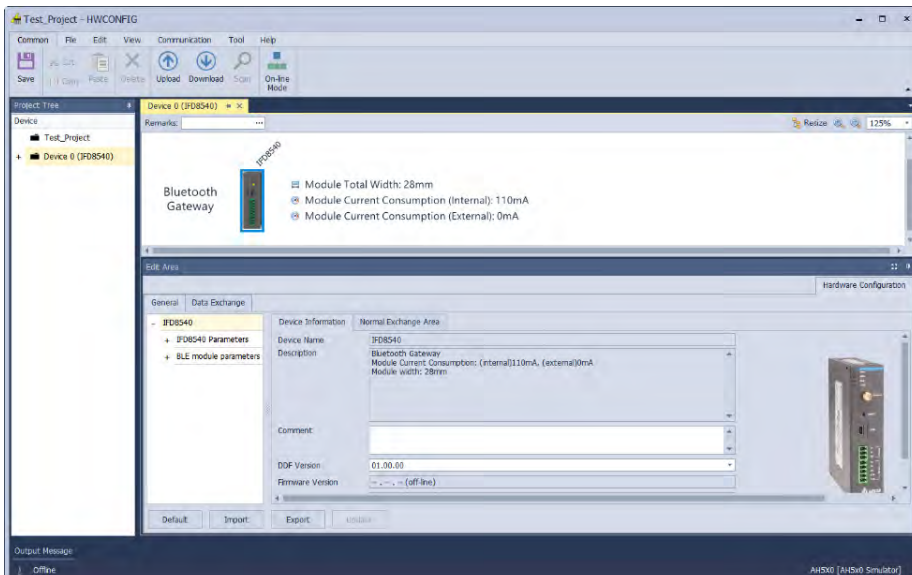 Test_Project - HWCONFIG
Common File Edit View Communication Tool Help
Save Cut Copy Paste Delete Upload Download Scan On-line Mode
Project Tree
Device
Test_Project
+ Device 0 (IFD8540)
Device 0 (IFD8540)
Remarks: ...
Resize 125%
IFD8540
Bluetooth Gateway
Module Total Width: 28mm
Module Current Consumption (Internal): 110mA
Module Current Consumption (External): 0mA
Edit Area
Hardware Configuration
General Data Exchange
- IFD8540
+ IFD8540 Parameters
+ BLE module parameters
Device Information Normal Exchange Area
Device Name IFD8540
Description Bluetooth Gateway
Module Current Consumption: (internal)110mA, (external)0mA
Module width: 28mm
Comment
DDF Version 01.00.00
Firmware Version -.-.- (off-line)
Default Import Export Update
Output Message
Offline
AH5X0 [AH5x0 Simulator]